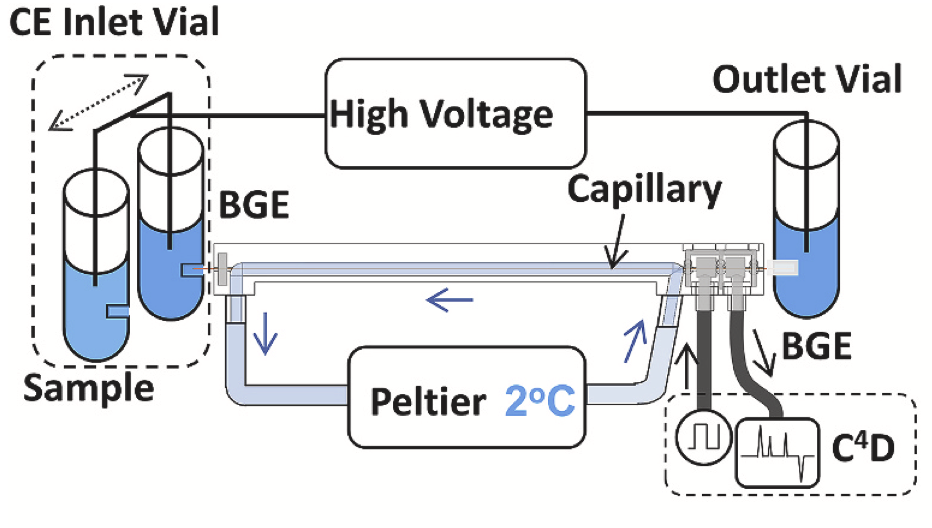 CE Inlet Vial
High Voltage
Outlet Vial
Capillary
BGE
BGE
Sample
Peltier 2°C
C⁴D